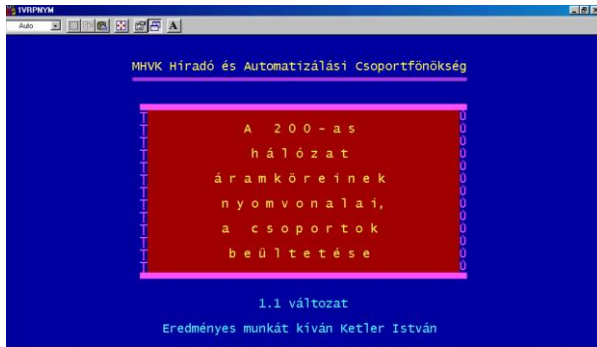 1VRPNYM
Auto
A
MHVK Híradó és Automatizálási Csoportfönökség
A 200-as
hálózat
áramköreinek
nyomvonalai,
a csoportok
beültetése
1.1 változat
Eredményes munkát kíván Ketler István